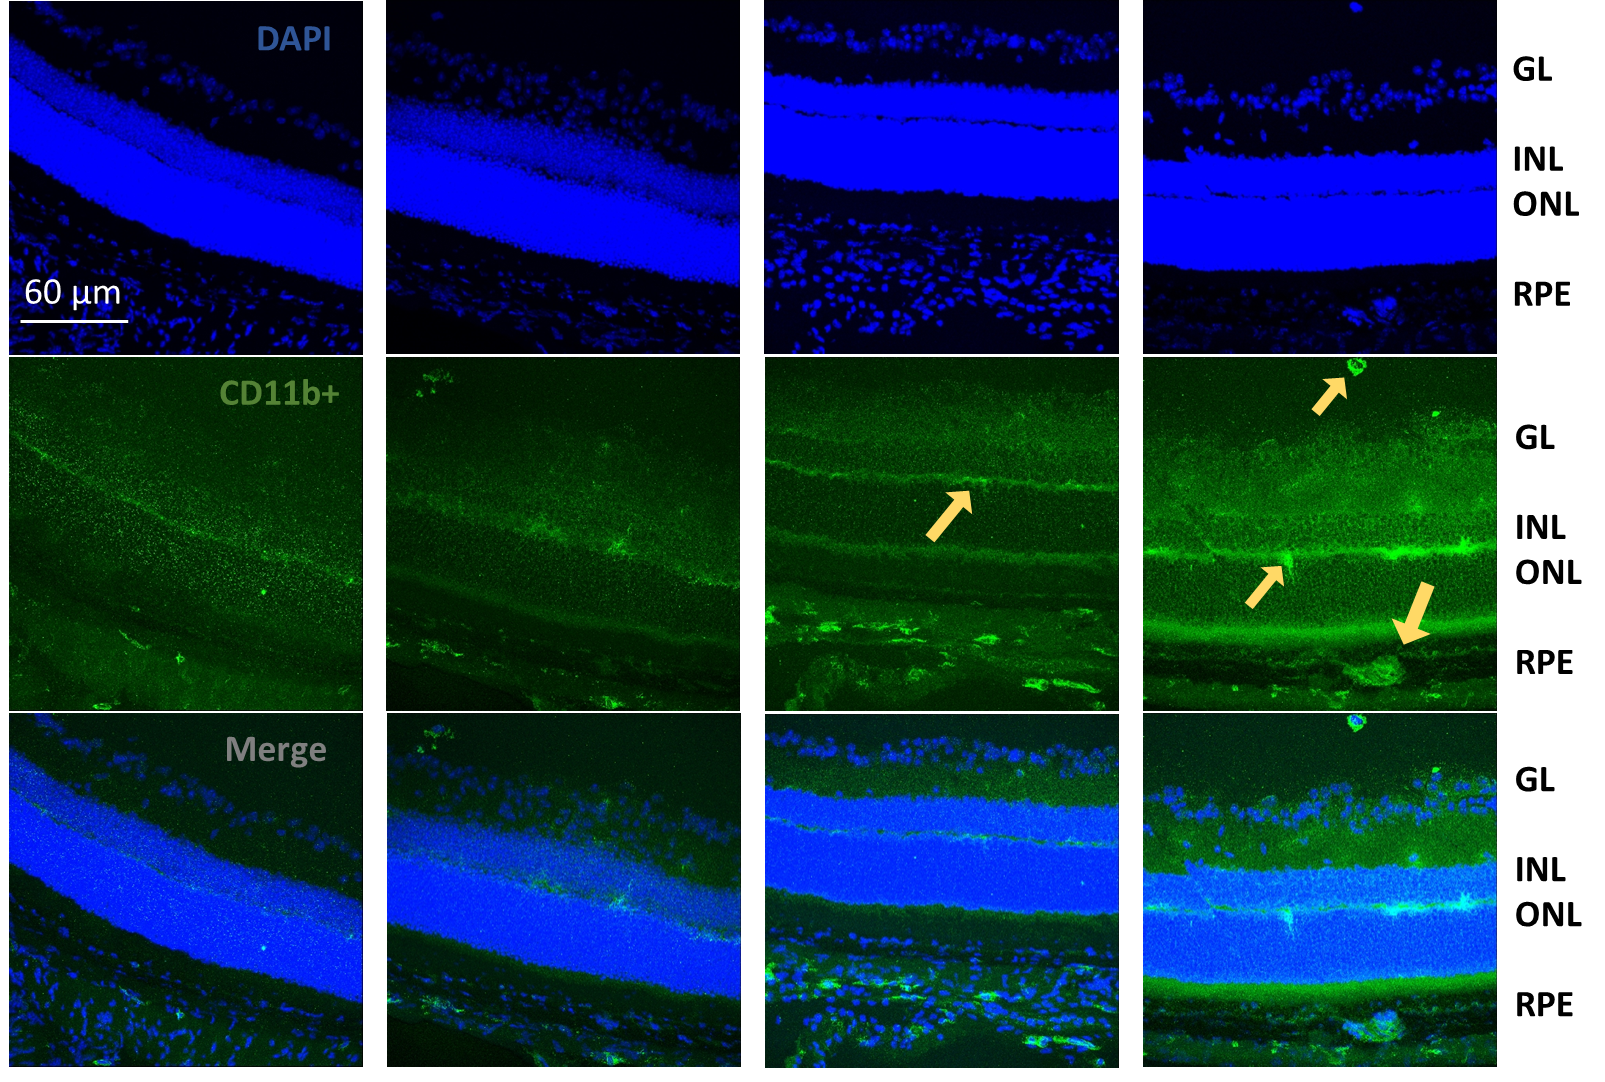 DAPI
GL
INL
ONL
60 µm
RPE
CD11b+
GL
INL
ONL
RPE
Merge
GL
INL
ONL
RPE